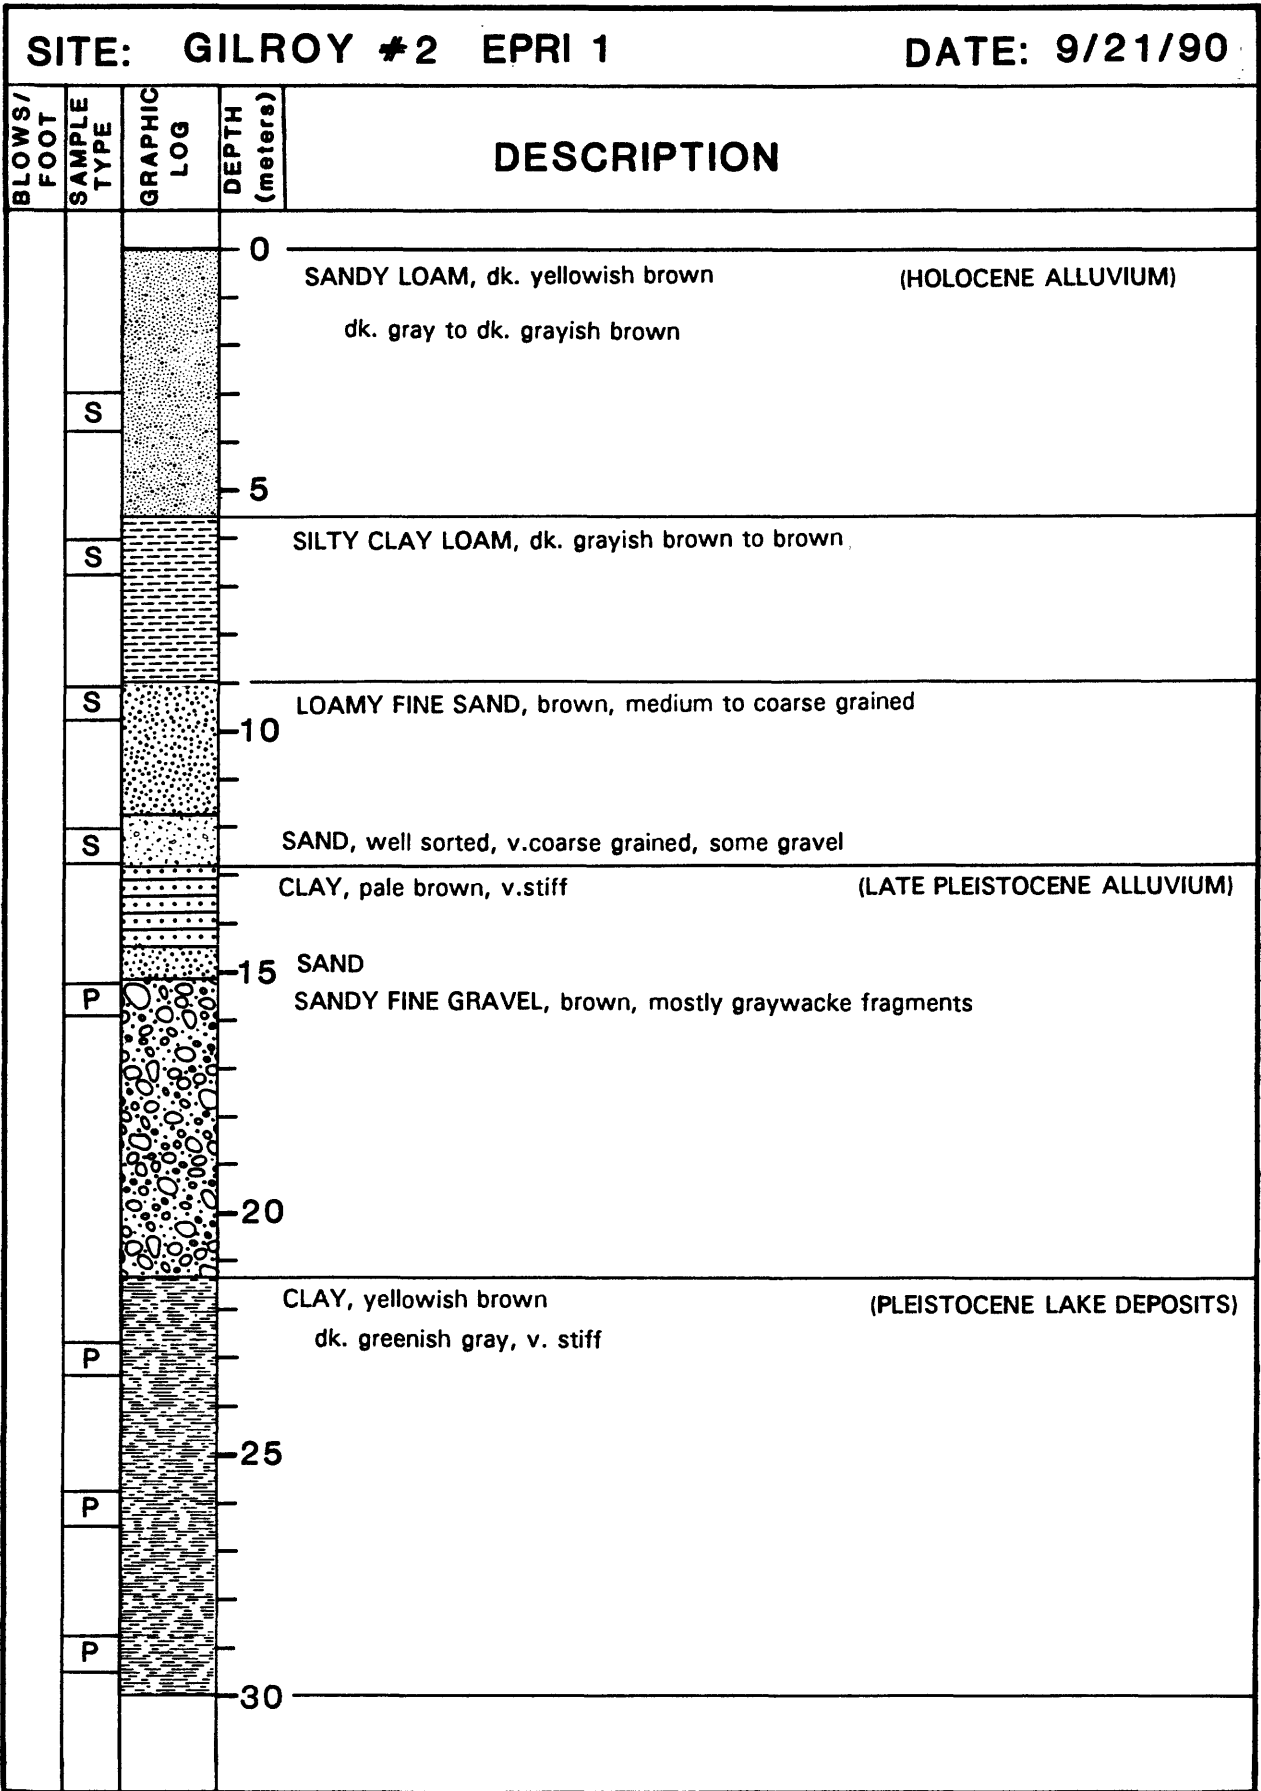 SITE: GILROY #2 EPRI 1 DATE: 9/21/90
BLOWS/
FOOT
SAMPLE
TYPE
GRAPHIC
LOG
DEPTH
(meters)
DESCRIPTION
0
SANDY LOAM, dk. yellowish brown (HOLOCENE ALLUVIUM)
dk. gray to dk. grayish brown
S
5
SILTY CLAY LOAM, dk. grayish brown to brown
S
S
LOAMY FINE SAND, brown, medium to coarse grained
10
S
SAND, well sorted, v.coarse grained, some gravel
CLAY, pale brown, v.stiff (LATE PLEISTOCENE ALLUVIUM)
15 SAND
P
SANDY FINE GRAVEL, brown, mostly graywacke fragments
20
CLAY, yellowish brown (PLEISTOCENE LAKE DEPOSITS)
dk. greenish gray, v. stiff
P
25
P
P
30